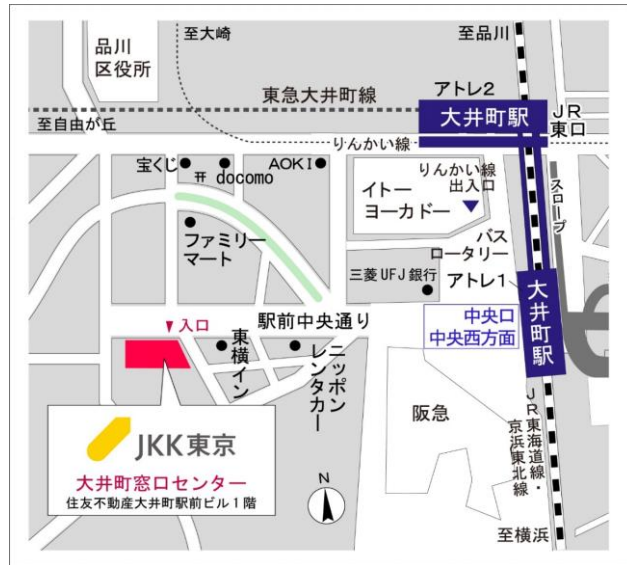 至大崎
至品川
品川
区役所
アトレ2
東急大井町線
大井町駅
JR
東口
至自由が丘
りんかい線
宝くじ
docomo
AOKI
りんかい線
出入口
イトー
ヨーカドー
スロープ
ファミリー
マート
バス
ロータリー
三菱UFJ銀行
アトレ1
大井町駅
駅前中央通り
中央口
中央西方面
入口
東横イン
ニッポン
レンタカー
阪急
JR東海道線・
京浜東北線
JKK東京
大井町窓口センター
住友不動産大井町駅前ビル1階
N
至横浜